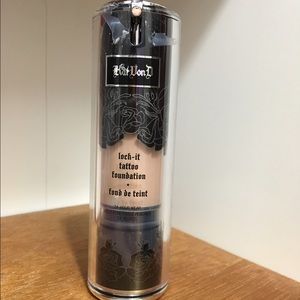 Kat Von D
lock-it
tattoo
foundation
fond de teint